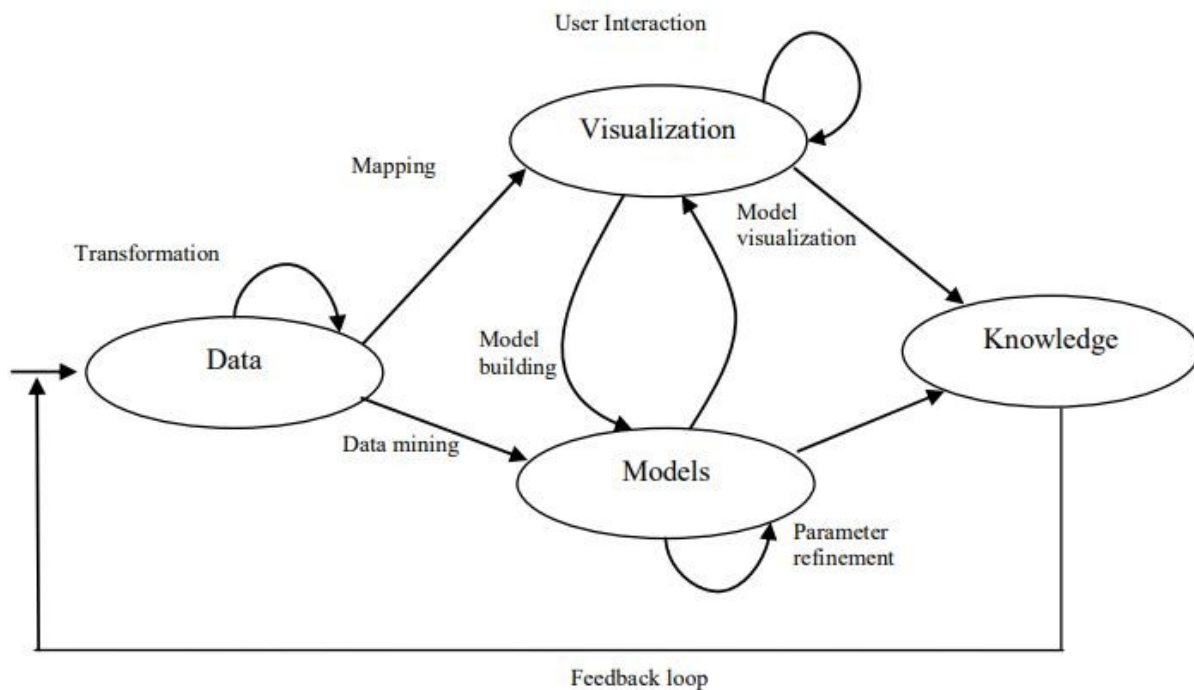 User Interaction
Visualization
Mapping
Model
visualization
Transformation
Data
Model
building
Knowledge
Data mining
Models
Parameter
refinement
Feedback loop